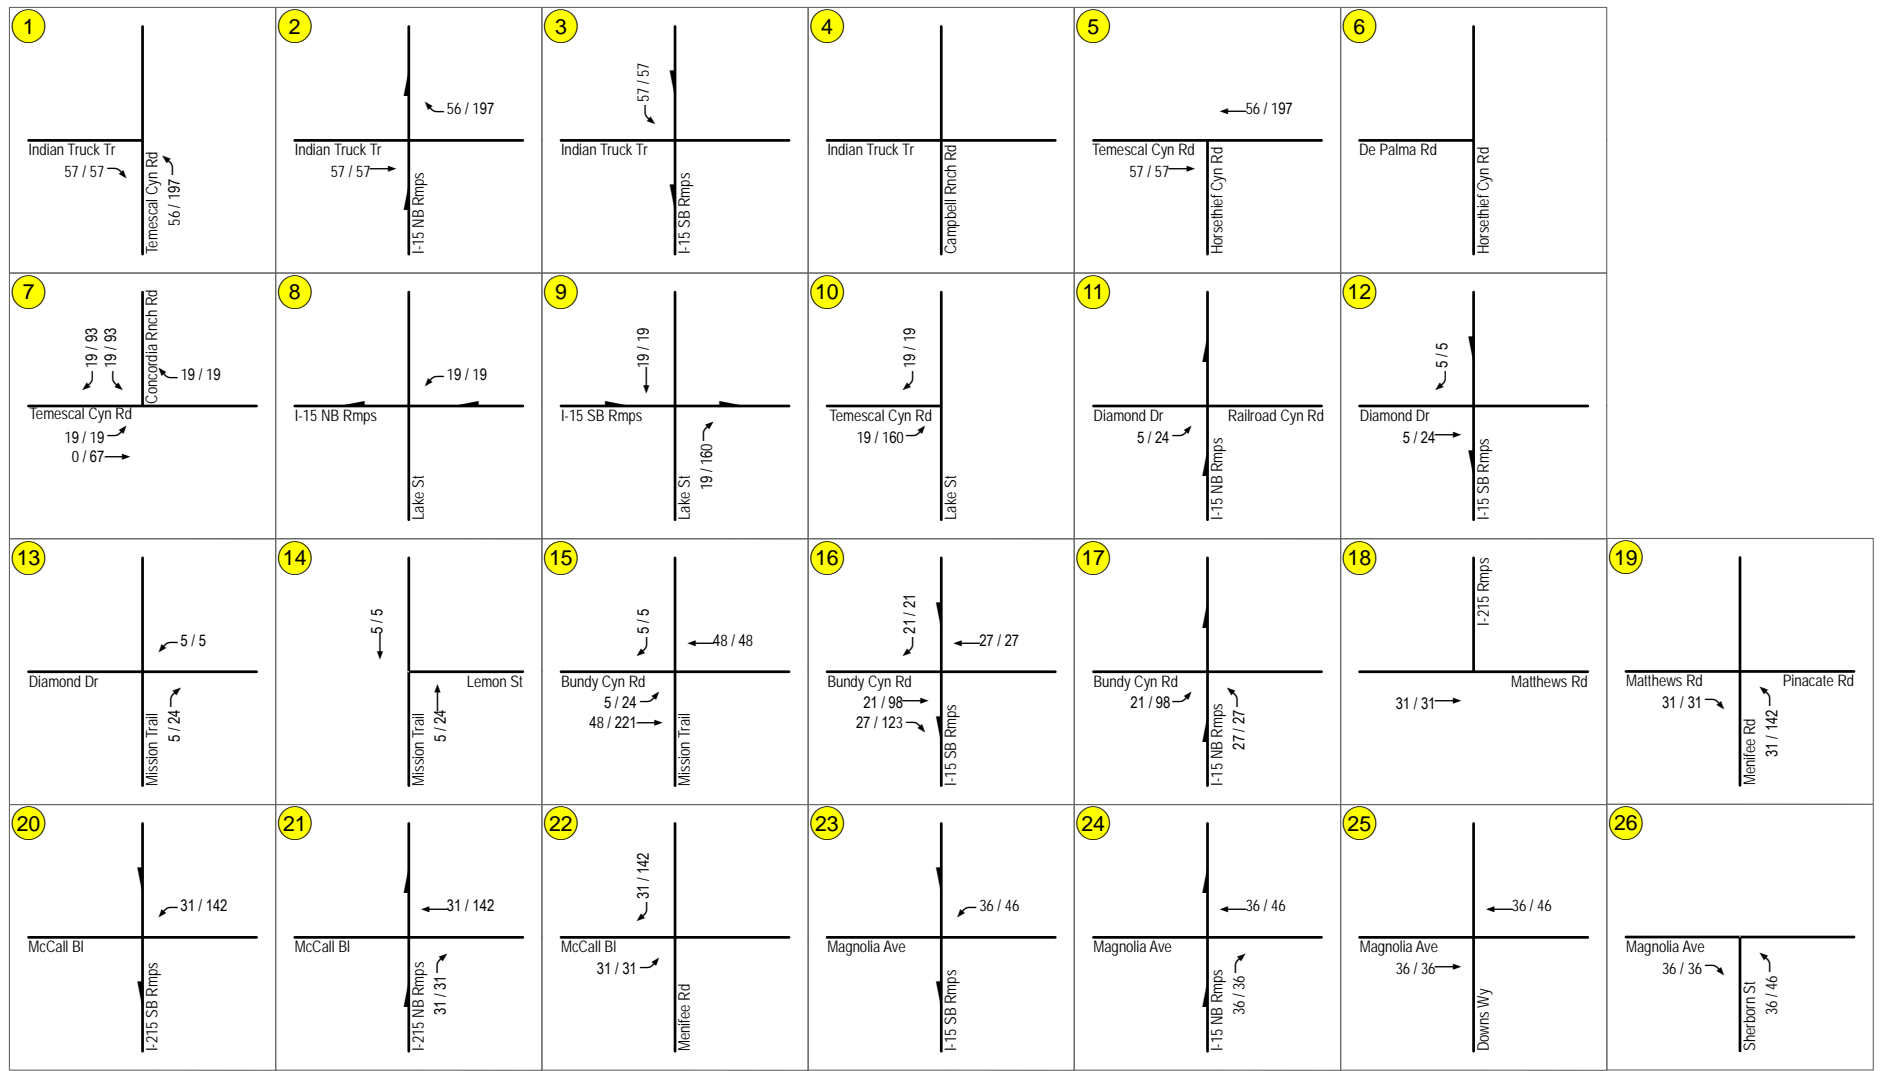 1
Indian Truck Tr
57 / 57
Temescal Cyn Rd
56 / 197
2
56 / 197
Indian Truck Tr
57 / 57
I-15 NB Rmps
3
57 / 57
Indian Truck Tr
I-15 SB Rmps
4
Indian Truck Tr
Campbell Rnch Rd
5
56 / 197
Temescal Cyn Rd
57 / 57
Horsethief Cyn Rd
6
De Palma Rd
Horsethief Cyn Rd
7
19 / 93
19 / 93
Concordia Rnch Rd
19 / 19
Temescal Cyn Rd
19 / 19
0 / 67
8
19 / 19
I-15 NB Rmps
Lake St
9
19 / 19
I-15 SB Rmps
Lake St
19 / 160
10
19 / 19
Temescal Cyn Rd
19 / 160
Lake St
11
Diamond Dr
Railroad Cyn Rd
5 / 24
I-15 NB Rmps
12
5 / 5
Diamond Dr
5 / 24
I-15 SB Rmps
13
5 / 5
Diamond Dr
Mission Trail
5 / 24
14
5 / 5
Lemon St
Mission Trail
5 / 24
15
5 / 5
48 / 48
Bundy Cyn Rd
5 / 24
48 / 221
Mission Trail
16
21 / 21
27 / 27
Bundy Cyn Rd
21 / 98
27 / 123
I-15 SB Rmps
17
Bundy Cyn Rd
21 / 98
I-15 NB Rmps
27 / 27
18
I-215 Rmps
Matthews Rd
31 / 31
19
Matthews Rd
Pinacate Rd
31 / 31
Menifee Rd
31 / 142
20
31 / 142
McCall Bl
I-215 SB Rmps
21
31 / 142
McCall Bl
I-215 NB Rmps
31 / 31
22
31 / 142
McCall Bl
31 / 31
Menifee Rd
23
36 / 46
Magnolia Ave
I-15 SB Rmps
24
36 / 46
Magnolia Ave
I-15 NB Rmps
36 / 36
25
36 / 46
Magnolia Ave
36 / 36
Downs Wy
26
Magnolia Ave
36 / 36
Sherborn St
36 / 46